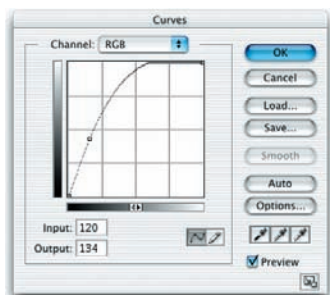 Curves
Channel: RGB
OK
Cancel
Load...
Save...
Smooth
Auto
Options...
Input: 120
Output: 134
Preview